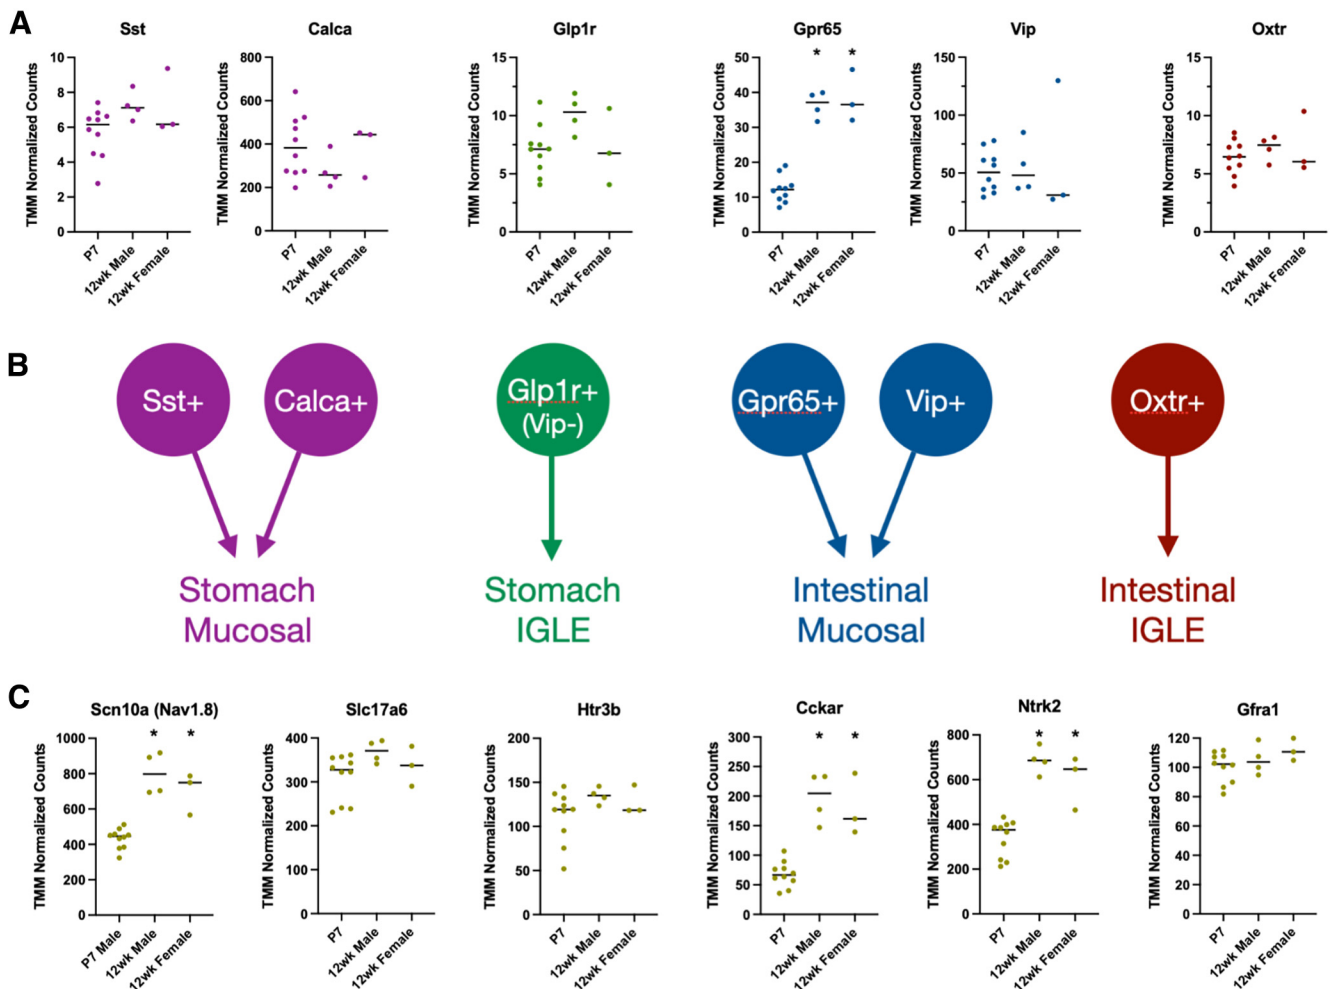 A
Sst
Calca
Glp1r
Gpr65
Vip
Oxtr
TMM Normalized Counts
10
8
6
4
2
0
P7
12wk Male
12wk Female
TMM Normalized Counts
800
600
400
200
0
P7
12wk Male
12wk Female
TMM Normalized Counts
15
10
5
0
P7
12wk Male
12wk Female
TMM Normalized Counts
50
40
30
20
10
0
* *
P7
12wk Male
12wk Female
TMM Normalized Counts
150
100
50
0
P7
12wk Male
12wk Female
TMM Normalized Counts
15
10
5
0
P7
12wk Male
12wk Female
B
Sst+
Calca+
Glp1r+
(Vip-)
Gpr65+
Vip+
Oxtr+
Stomach
Mucosal
Stomach
IGLE
Intestinal
Mucosal
Intestinal
IGLE
C
Scn10a (Nav1.8)
Slc17a6
Htr3b
Cckar
Ntrk2
Gfra1
TMM Normalized Counts
1000
800
600
400
200
0
* *
P7 Male
12wk Male
12wk Female
TMM Normalized Counts
400
300
200
100
0
P7
12wk Male
12wk Female
TMM Normalized Counts
200
150
100
50
0
P7
12wk Male
12wk Female
TMM Normalized Counts
300
250
200
150
100
50
0
* *
P7
12wk Male
12wk Female
TMM Normalized Counts
800
600
400
200
0
* *
P7
12wk Male
12wk Female
TMM Normalized Counts
120
100
80
60
40
20
0
P7
12wk Male
12wk Female